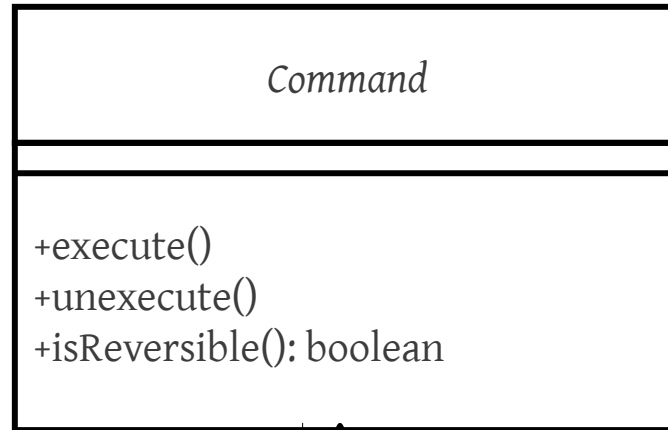 Command
+execute()
+unexecute()
+isReversible(): boolean